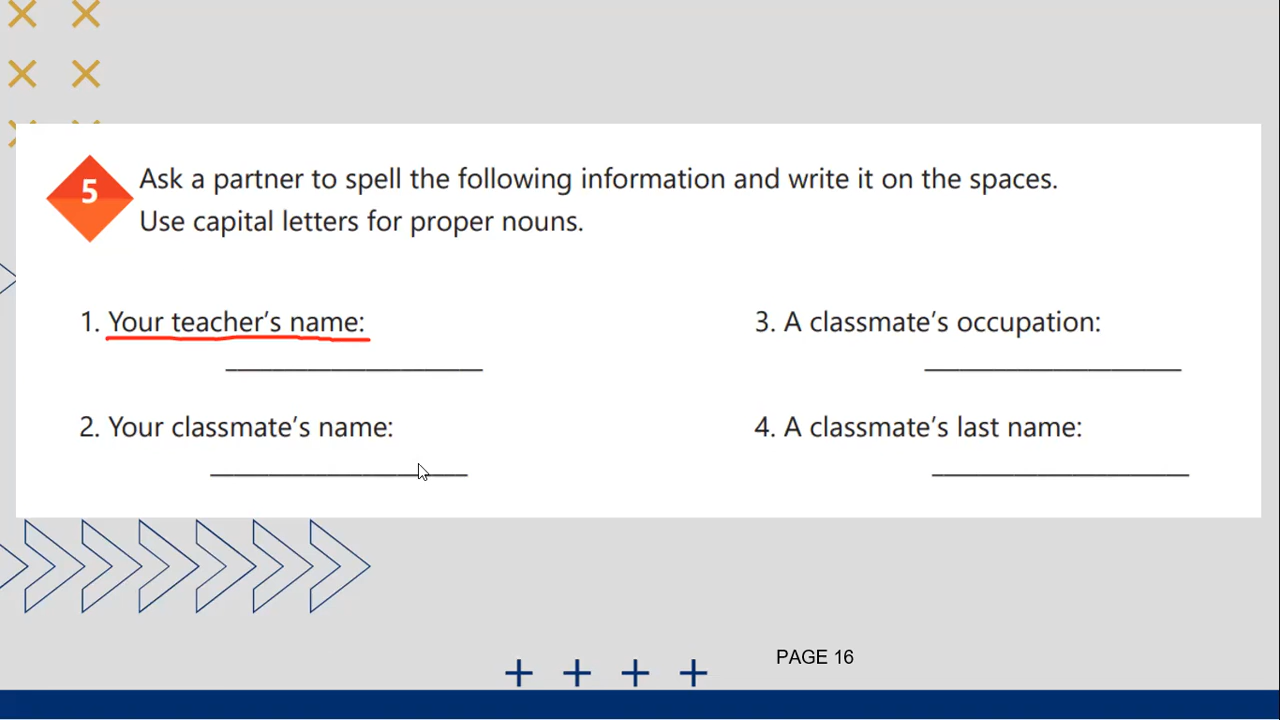 5
Ask a partner to spell the following information and write it on the spaces.
Use capital letters for proper nouns.
1. Your teacher’s name:
2. Your classmate’s name:
3. A classmate’s occupation:
4. A classmate’s last name:
PAGE 16